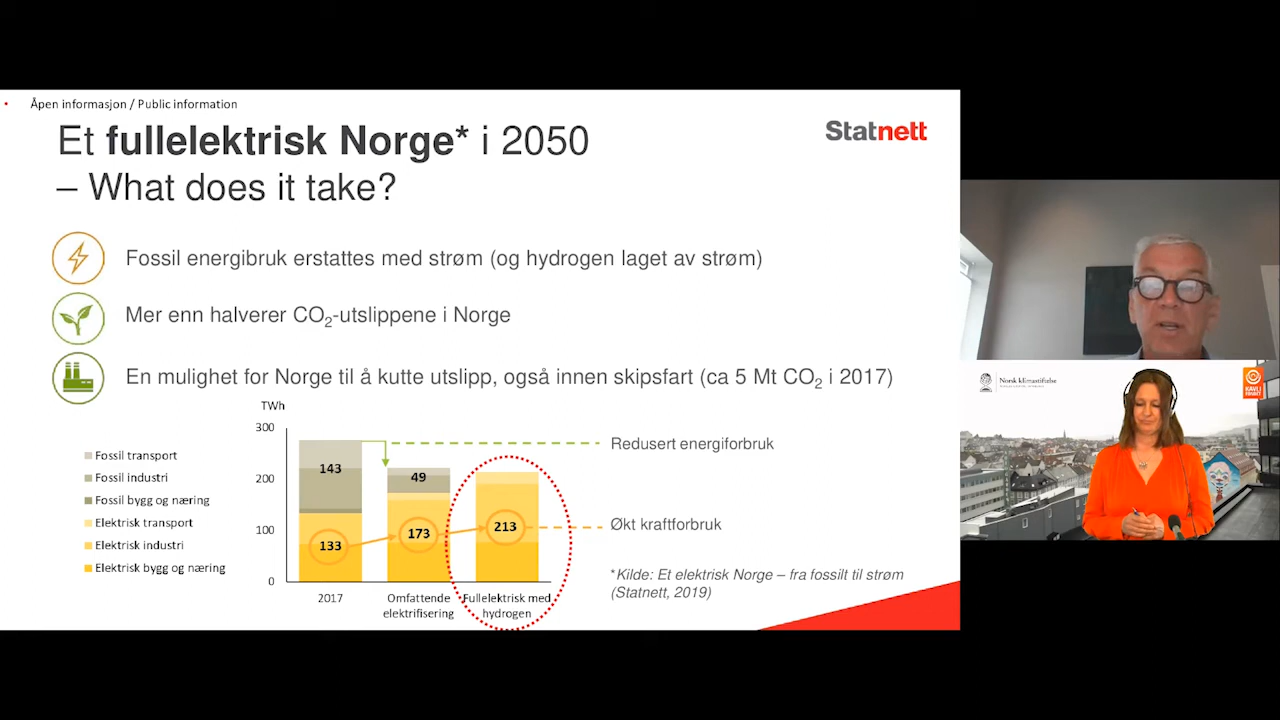 Åpen informasjon / Public information
Et fullelektrisk Norge* i 2050
– What does it take?
Statnett
Fossil energibruk erstattes med strøm (og hydrogen laget av strøm)
Mer enn halverer CO2-utslippene i Norge
En mulighet for Norge til å kutte utslipp, også innen skipsfart (ca 5 Mt CO2 i 2017)
TWh
300
200
100
0
Fossil transport
Fossil industri
Fossil bygg og næring
Elektrisk transport
Elektrisk industri
Elektrisk bygg og næring
143
49
133
173
213
2017
Omfattende
elektrifisering
Fullelektrisk med
hydrogen
Redusert energiforbruk
Økt kraftforbruk
*Kilde: Et elektrisk Norge – fra fossilt til strøm
(Statnett, 2019)
Norsk klimastiftelse
KAVLI
FONDET